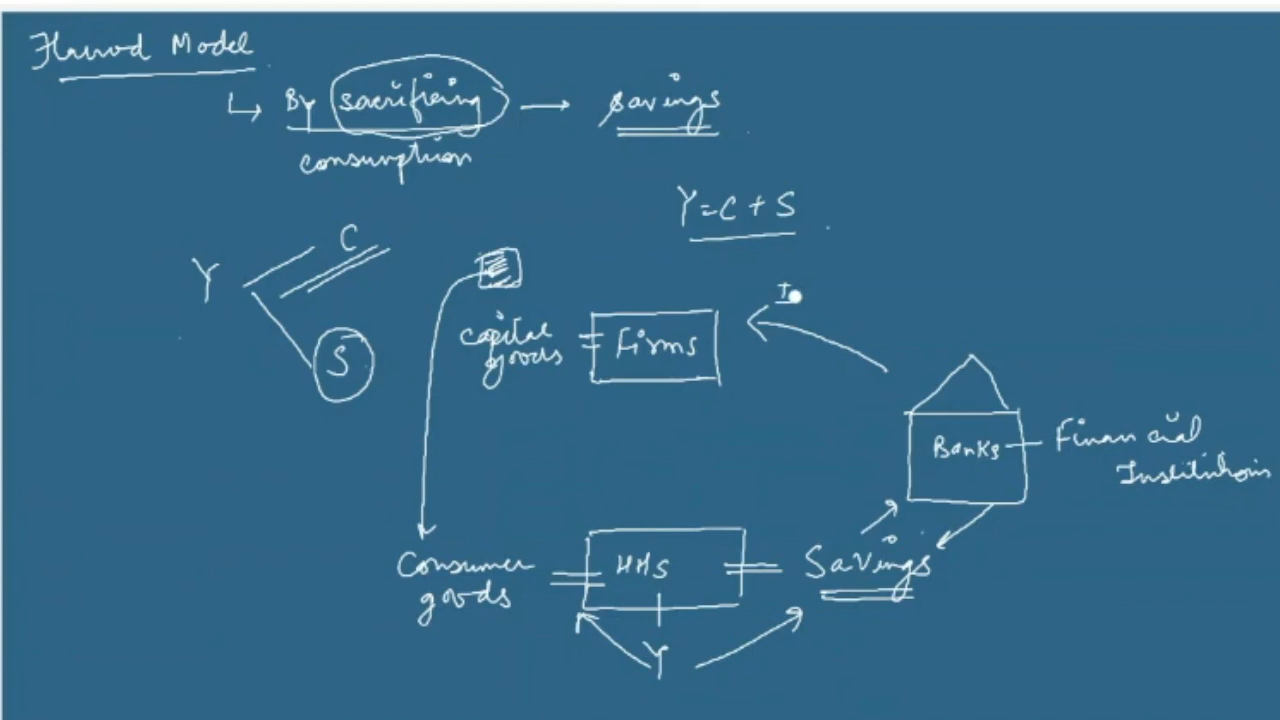 Harrod Model
↳ By sacrificing → savings
consumption
Y = C + S
Y
C
S
capital goods
Firms
I
Banks
Financial
Institutions
Consumer goods
HHs
Savings
Y